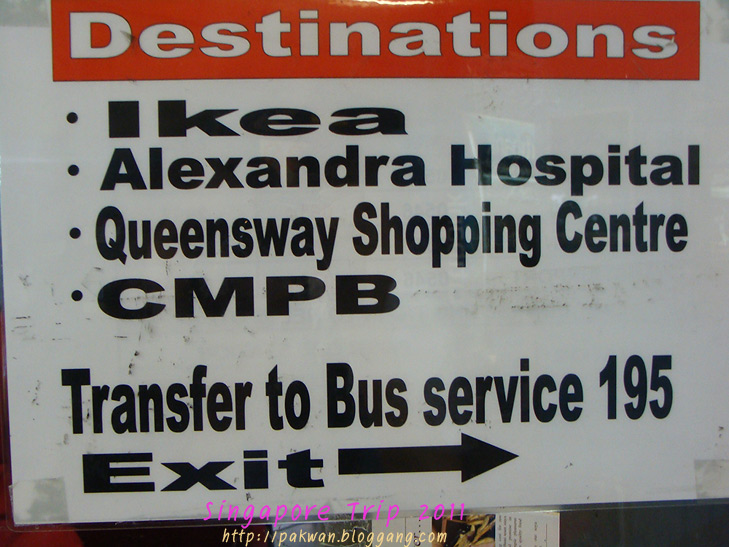 Destinations
· Ikea
· Alexandra Hospital
· Queensway Shopping Centre
· CMPB
Transfer to Bus service 195
Exit
Singapore Trip 2011
http://pakwan.bloggang.com